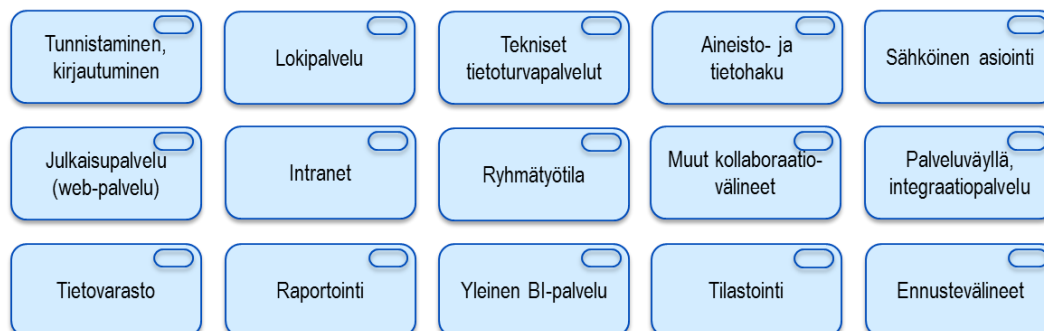 Tunnistaminen,
kirjautuminen
Lokipalvelu
Tekniset
tietoturvapalvelut
Aineisto- ja
tietohaku
Sähköinen asiointi
Julkaisupalvelu
(web-palvelu)
Intranet
Ryhmätyötila
Muut kollaboraatio-
välineet
Palveluväylä,
integraatiopalvelu
Tietovarasto
Raportointi
Yleinen BI-palvelu
Tilastointi
Ennustevälineet